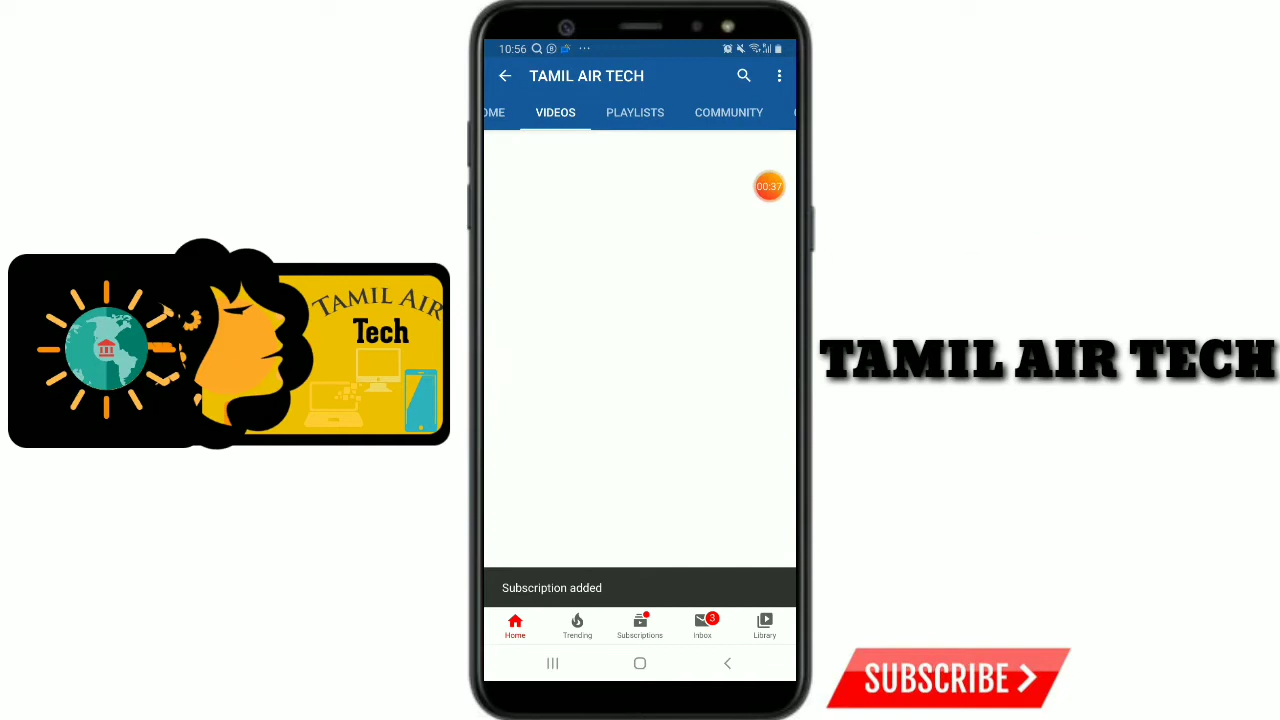 10:56
TAMIL AIR TECH
OME VIDEOS PLAYLISTS COMMUNITY
00:37
TAMIL AIR
Tech
TAMIL AIR TECH
Subscription added
3
Home Trending Subscriptions Inbox Library
SUBSCRIBE